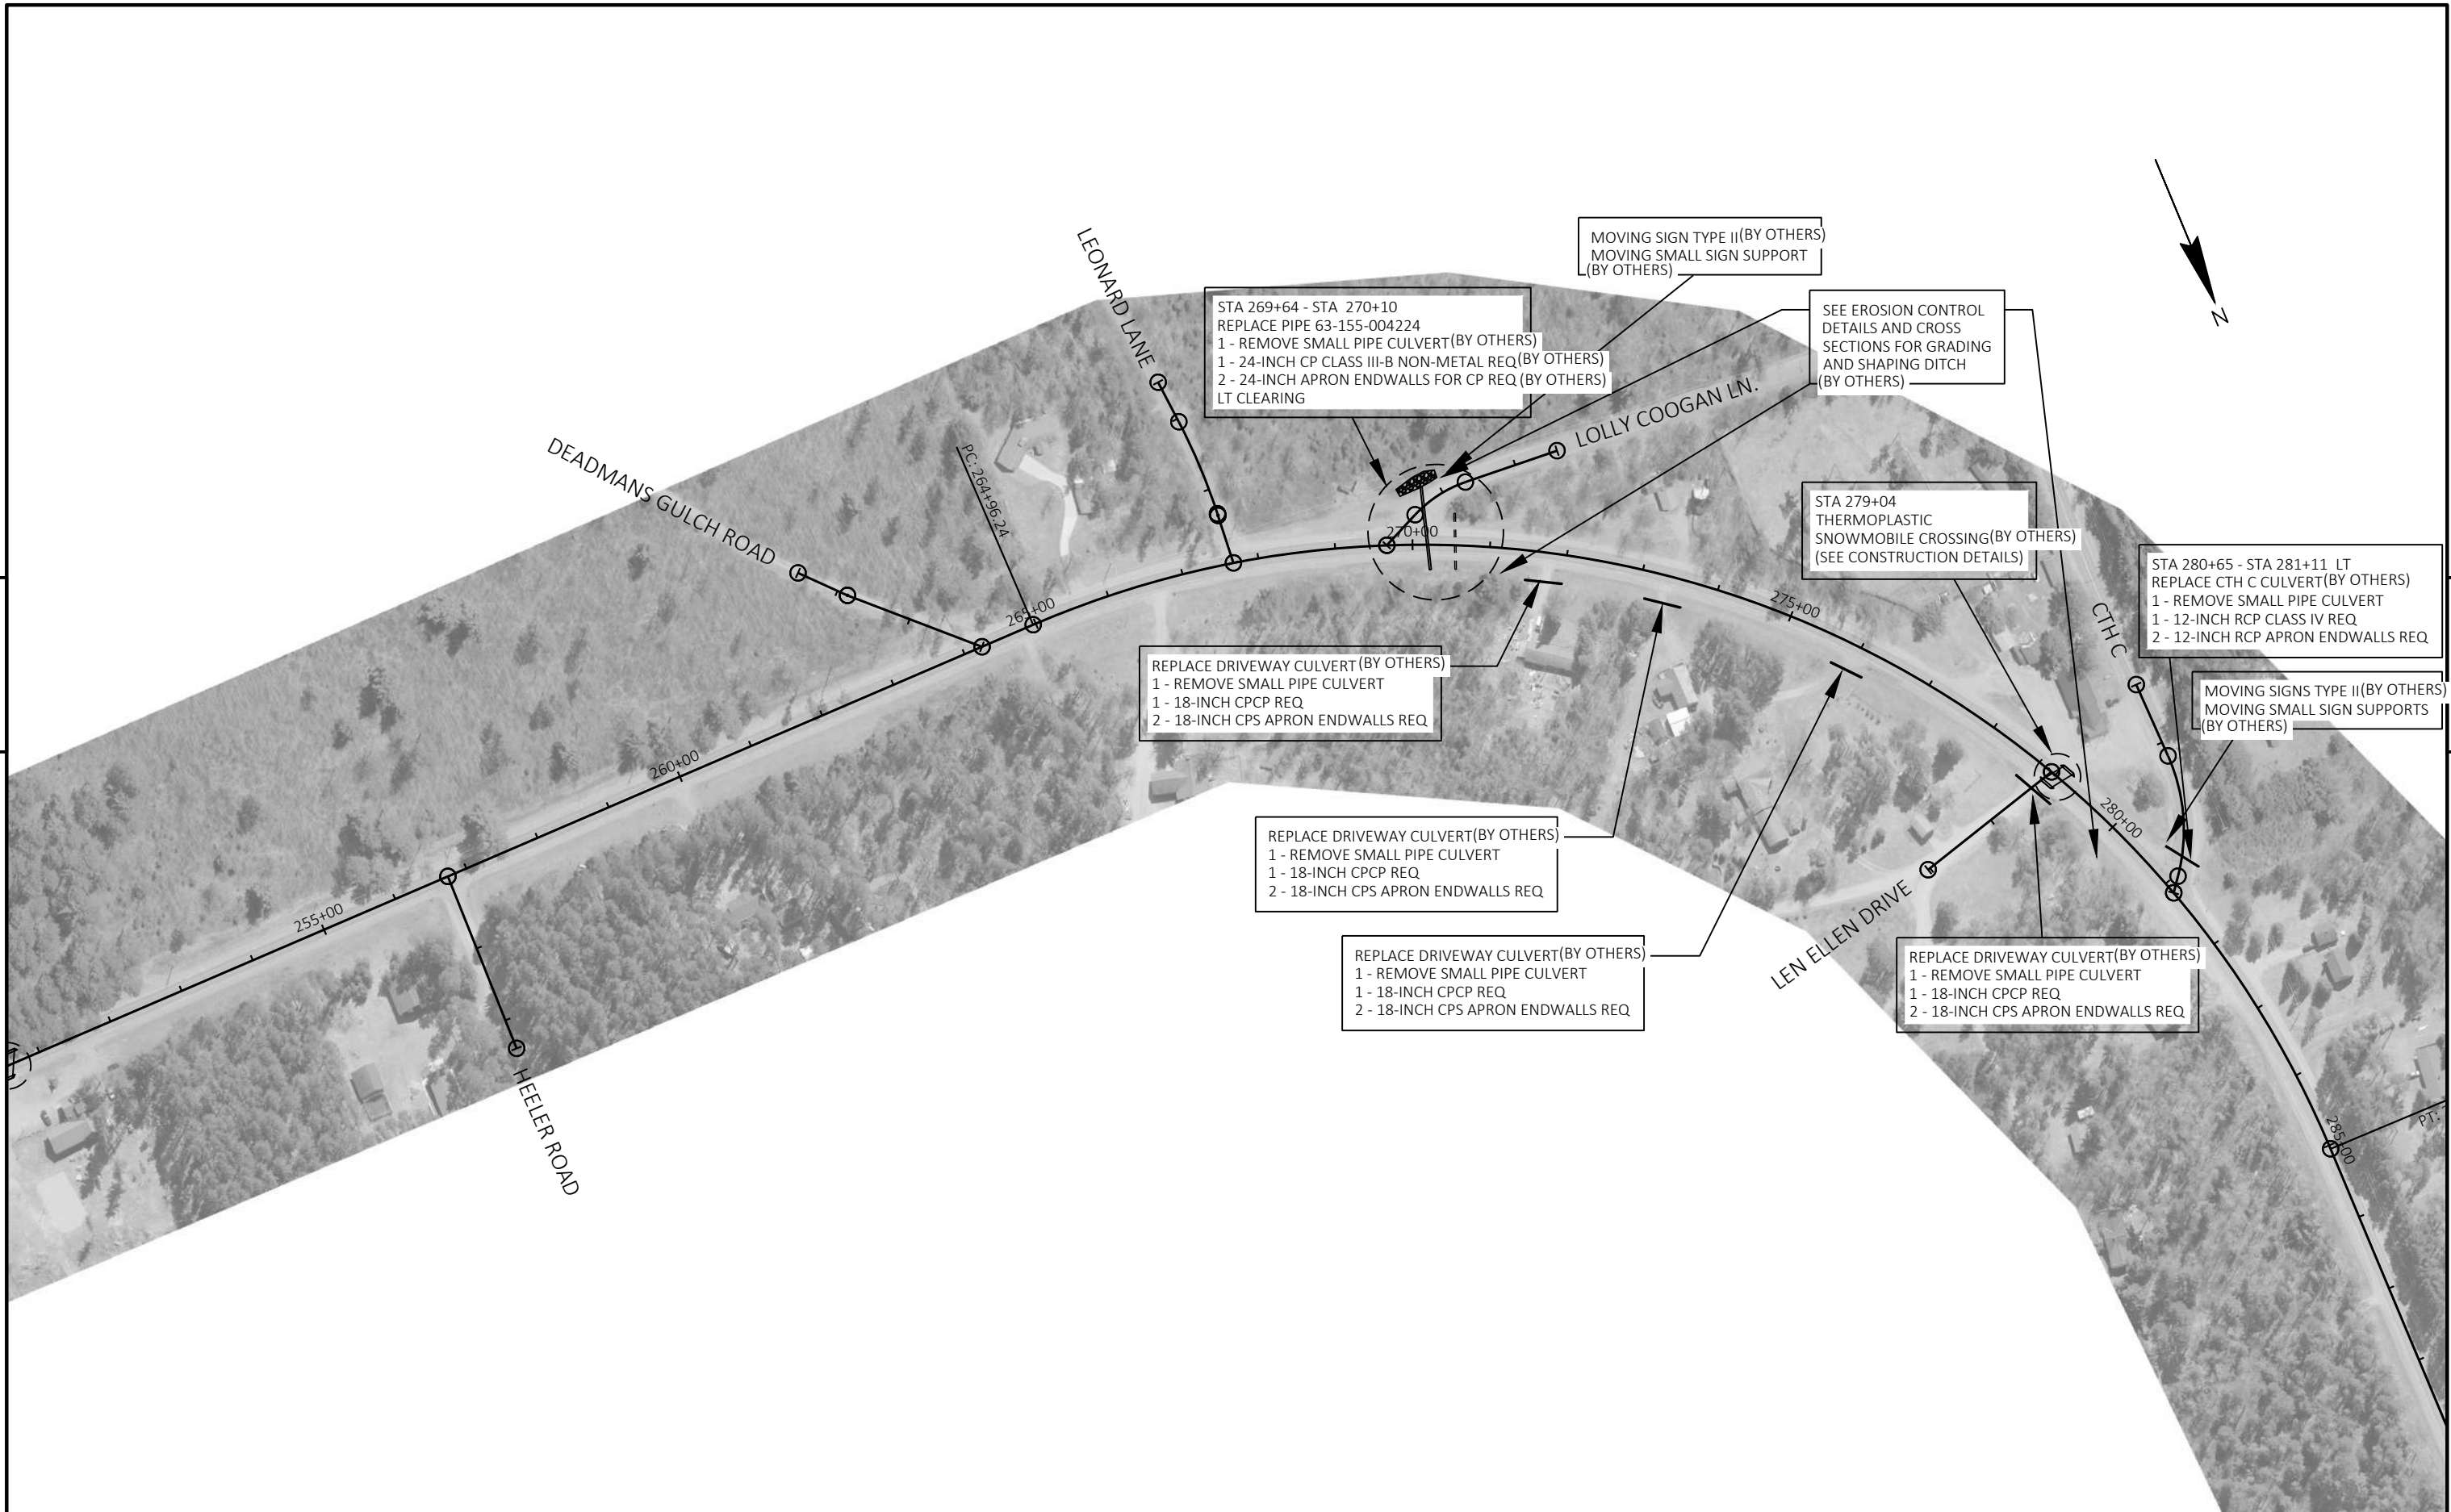 MOVING SIGN TYPE II(BY OTHERS)
MOVING SMALL SIGN SUPPORT
(BY OTHERS)
LEONARD LANE
STA 269+64 - STA 270+10
REPLACE PIPE 63-155-004224
1 - REMOVE SMALL PIPE CULVERT(BY OTHERS)
1 - 24-INCH CP CLASS III-B NON-METAL REQ(BY OTHERS)
2 - 24-INCH APRON ENDWALLS FOR CP REQ(BY OTHERS)
LT CLEARING
SEE EROSION CONTROL
DETAILS AND CROSS
SECTIONS FOR GRADING
AND SHAPING DITCH
(BY OTHERS)
N
LOLLY COOGAN LN.
DEADMANS GULCH ROAD
PC: 264+96.24
STA 279+04
THERMOPLASTIC
SNOWMOBILE CROSSING(BY OTHERS)
(SEE CONSTRUCTION DETAILS)
270+00
STA 280+65 - STA 281+11 LT
REPLACE CTH C CULVERT(BY OTHERS)
1 - REMOVE SMALL PIPE CULVERT
1 - 12-INCH RCP CLASS IV REQ
2 - 12-INCH RCP APRON ENDWALLS REQ
265+00
275+00
CTH C
REPLACE DRIVEWAY CULVERT(BY OTHERS)
1 - REMOVE SMALL PIPE CULVERT
1 - 18-INCH CPCP REQ
2 - 18-INCH CPS APRON ENDWALLS REQ
MOVING SIGNS TYPE II(BY OTHERS)
MOVING SMALL SIGN SUPPORTS
(BY OTHERS)
260+00
280+00
REPLACE DRIVEWAY CULVERT(BY OTHERS)
1 - REMOVE SMALL PIPE CULVERT
1 - 18-INCH CPCP REQ
2 - 18-INCH CPS APRON ENDWALLS REQ
255+00
LEN ELLEN DRIVE
REPLACE DRIVEWAY CULVERT(BY OTHERS)
1 - REMOVE SMALL PIPE CULVERT
1 - 18-INCH CPCP REQ
2 - 18-INCH CPS APRON ENDWALLS REQ
REPLACE DRIVEWAY CULVERT(BY OTHERS)
1 - REMOVE SMALL PIPE CULVERT
1 - 18-INCH CPCP REQ
2 - 18-INCH CPS APRON ENDWALLS REQ
HEELER ROAD
285+00
PT: